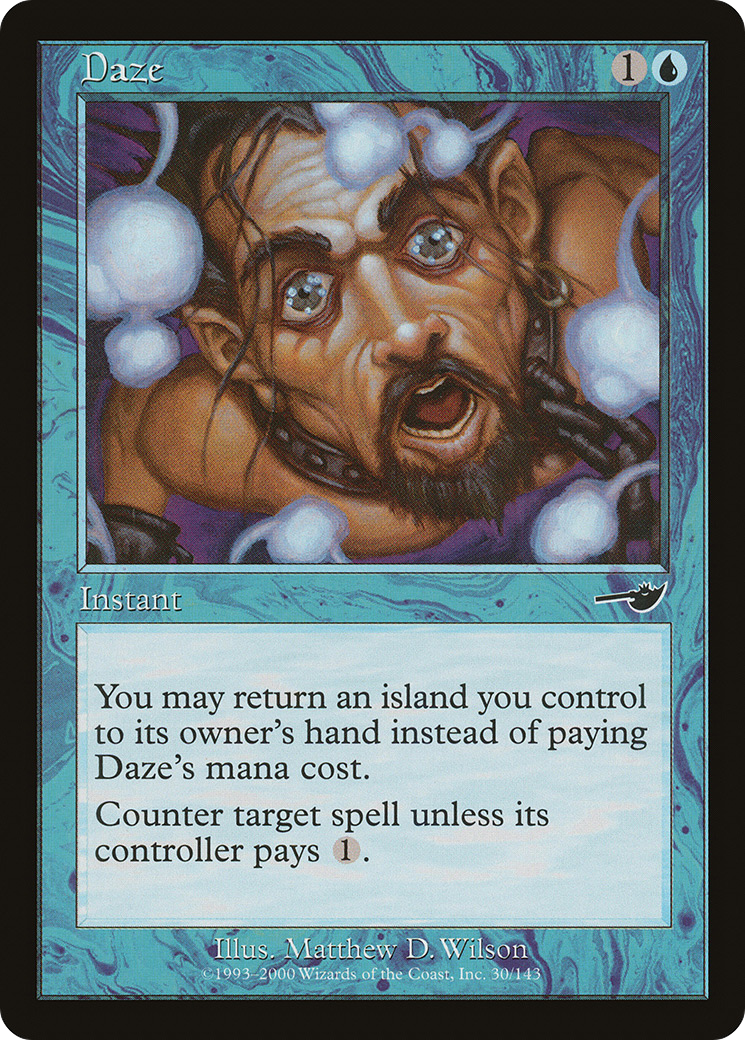 Daze 1
Instant
You may return an island you control
to its owner's hand instead of paying
Daze's mana cost.
Counter target spell unless its
controller pays 1.
Illus. Matthew D. Wilson
©1993–2000 Wizards of the Coast, Inc. 30/143